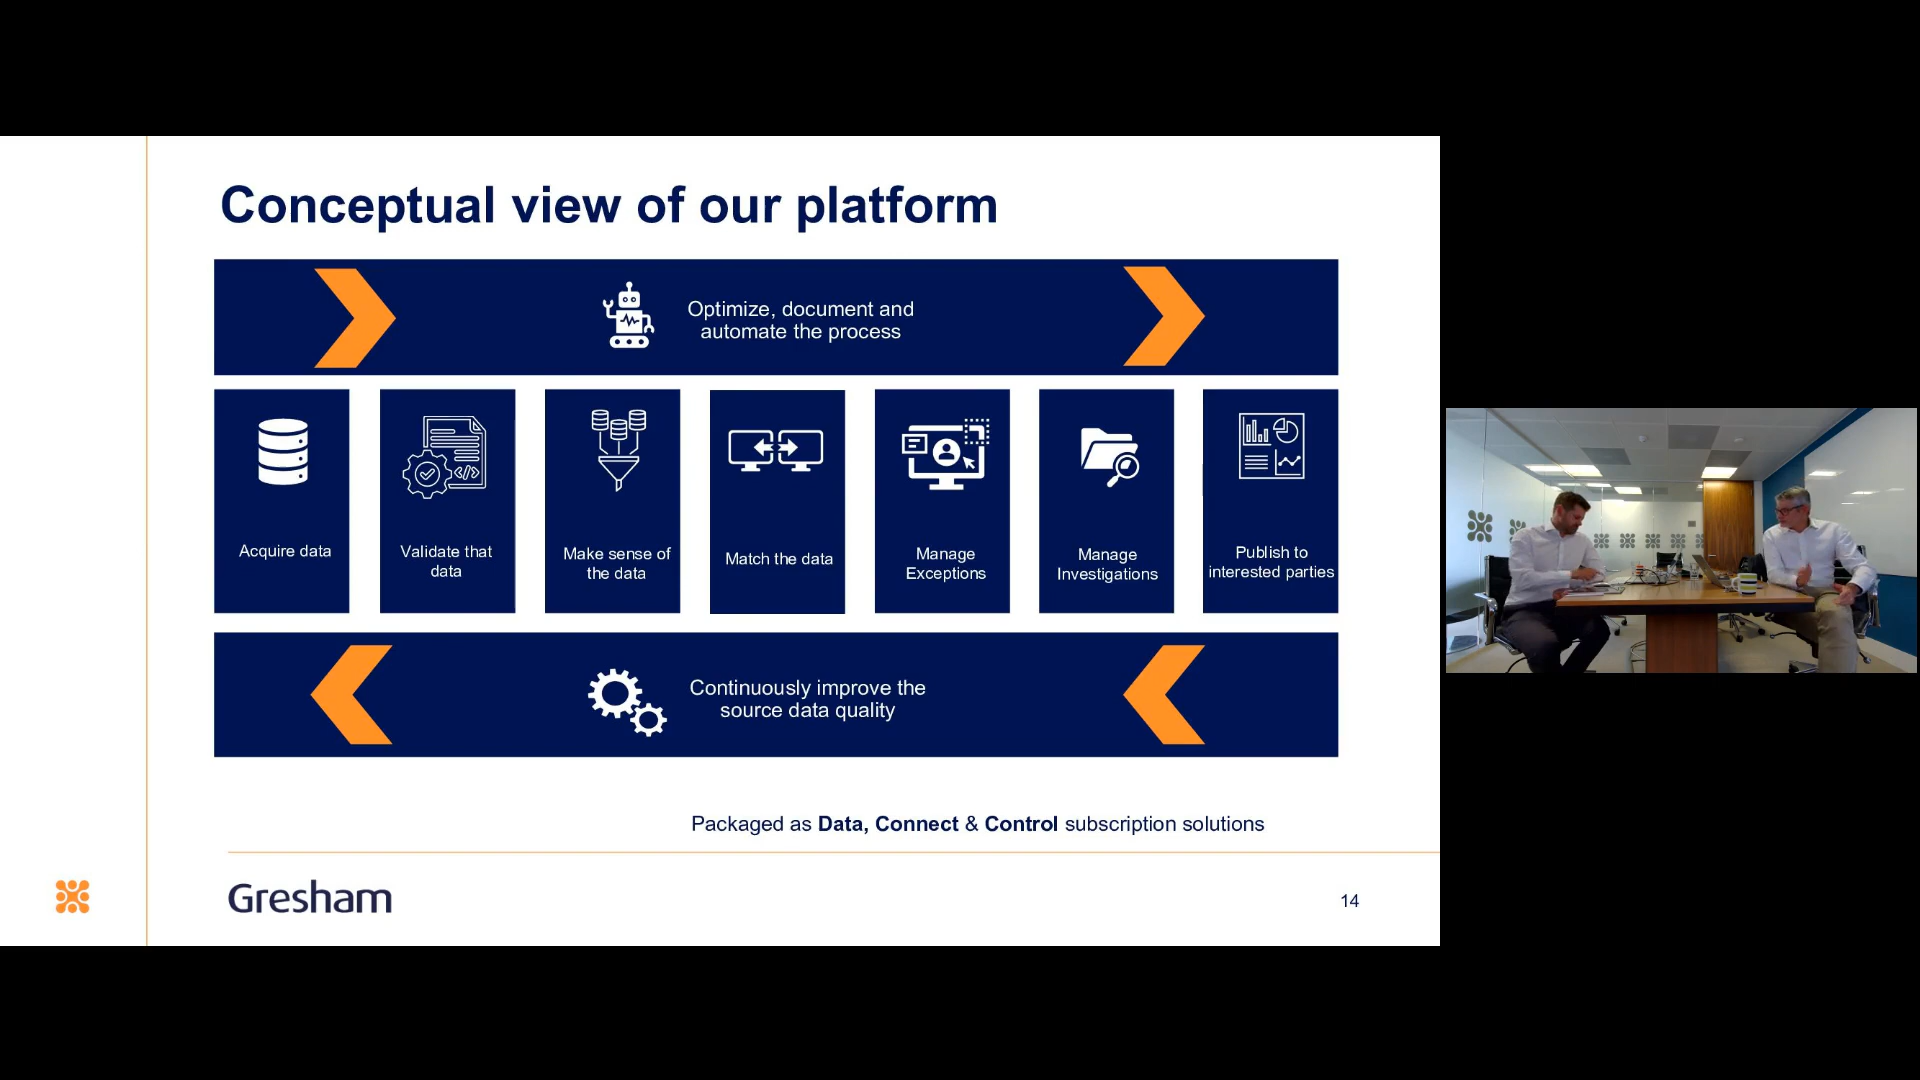 Conceptual view of our platform
Optimize, document and
automate the process
Acquire data
Validate that
data
Make sense of
the data
Match the data
Manage
Exceptions
Manage
Investigations
Publish to
interested parties
Continuously improve the
source data quality
Packaged as Data, Connect & Control subscription solutions
Gresham
14